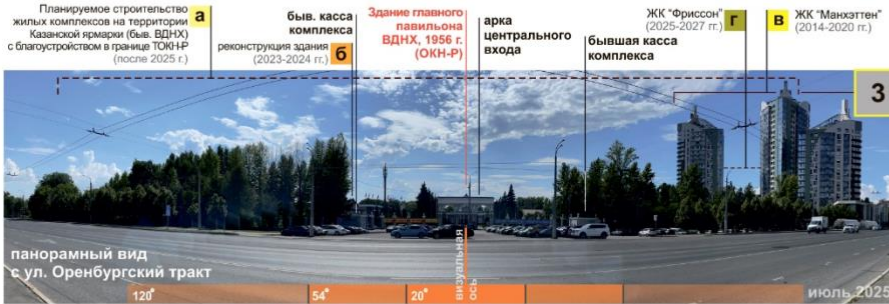 Планируемое строительство
жилых комплексов на территории
Казанской ярмарки (быв. ВДНХ)
с благоустройством в границе ТОКН-Р
(после 2025 г.)
а
быв. касса
комплекса
реконструкция здания
(2023-2024 гг.)
б
Здание главного
павильона
ВДНХ, 1956 г.
(ОКН-Р)
арка
центрального
входа
бывшая касса
комплекса
ЖК "Фриссон"
(2025-2027 гг.)
г
в
ЖК "Манхэттен"
(2014-2020 гг.)
3
панорамный вид
с ул. Оренбургский тракт
визуальная
ось
120°
54°
20°
июль 2025